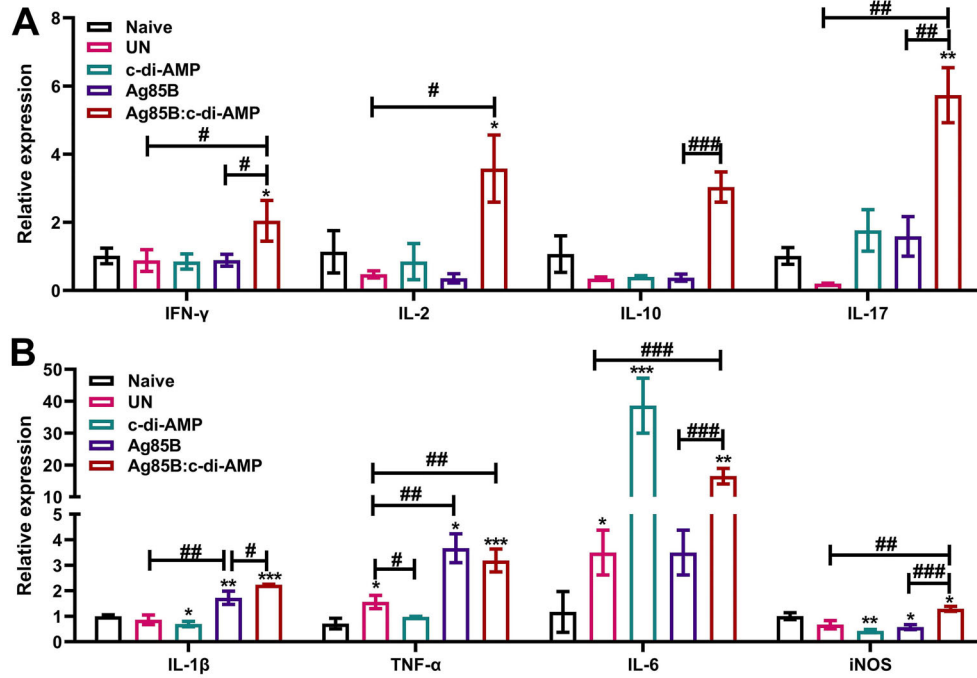 A
Relative expression
8
6
4
2
0
Naive
UN
c-di-AMP
Ag85B
Ag85B:c-di-AMP
#
#
*
#
*
###
##
##
**
IFN-γ
IL-2
IL-10
IL-17
B
Relative expression
50
40
30
20
10
5
4
3
2
1
0
Naive
UN
c-di-AMP
Ag85B
Ag85B:c-di-AMP
##
#
*
**
***
##
##
#
*
*
***
###
***
###
**
*
##
###
**
*
*
IL-1β
TNF-α
IL-6
iNOS